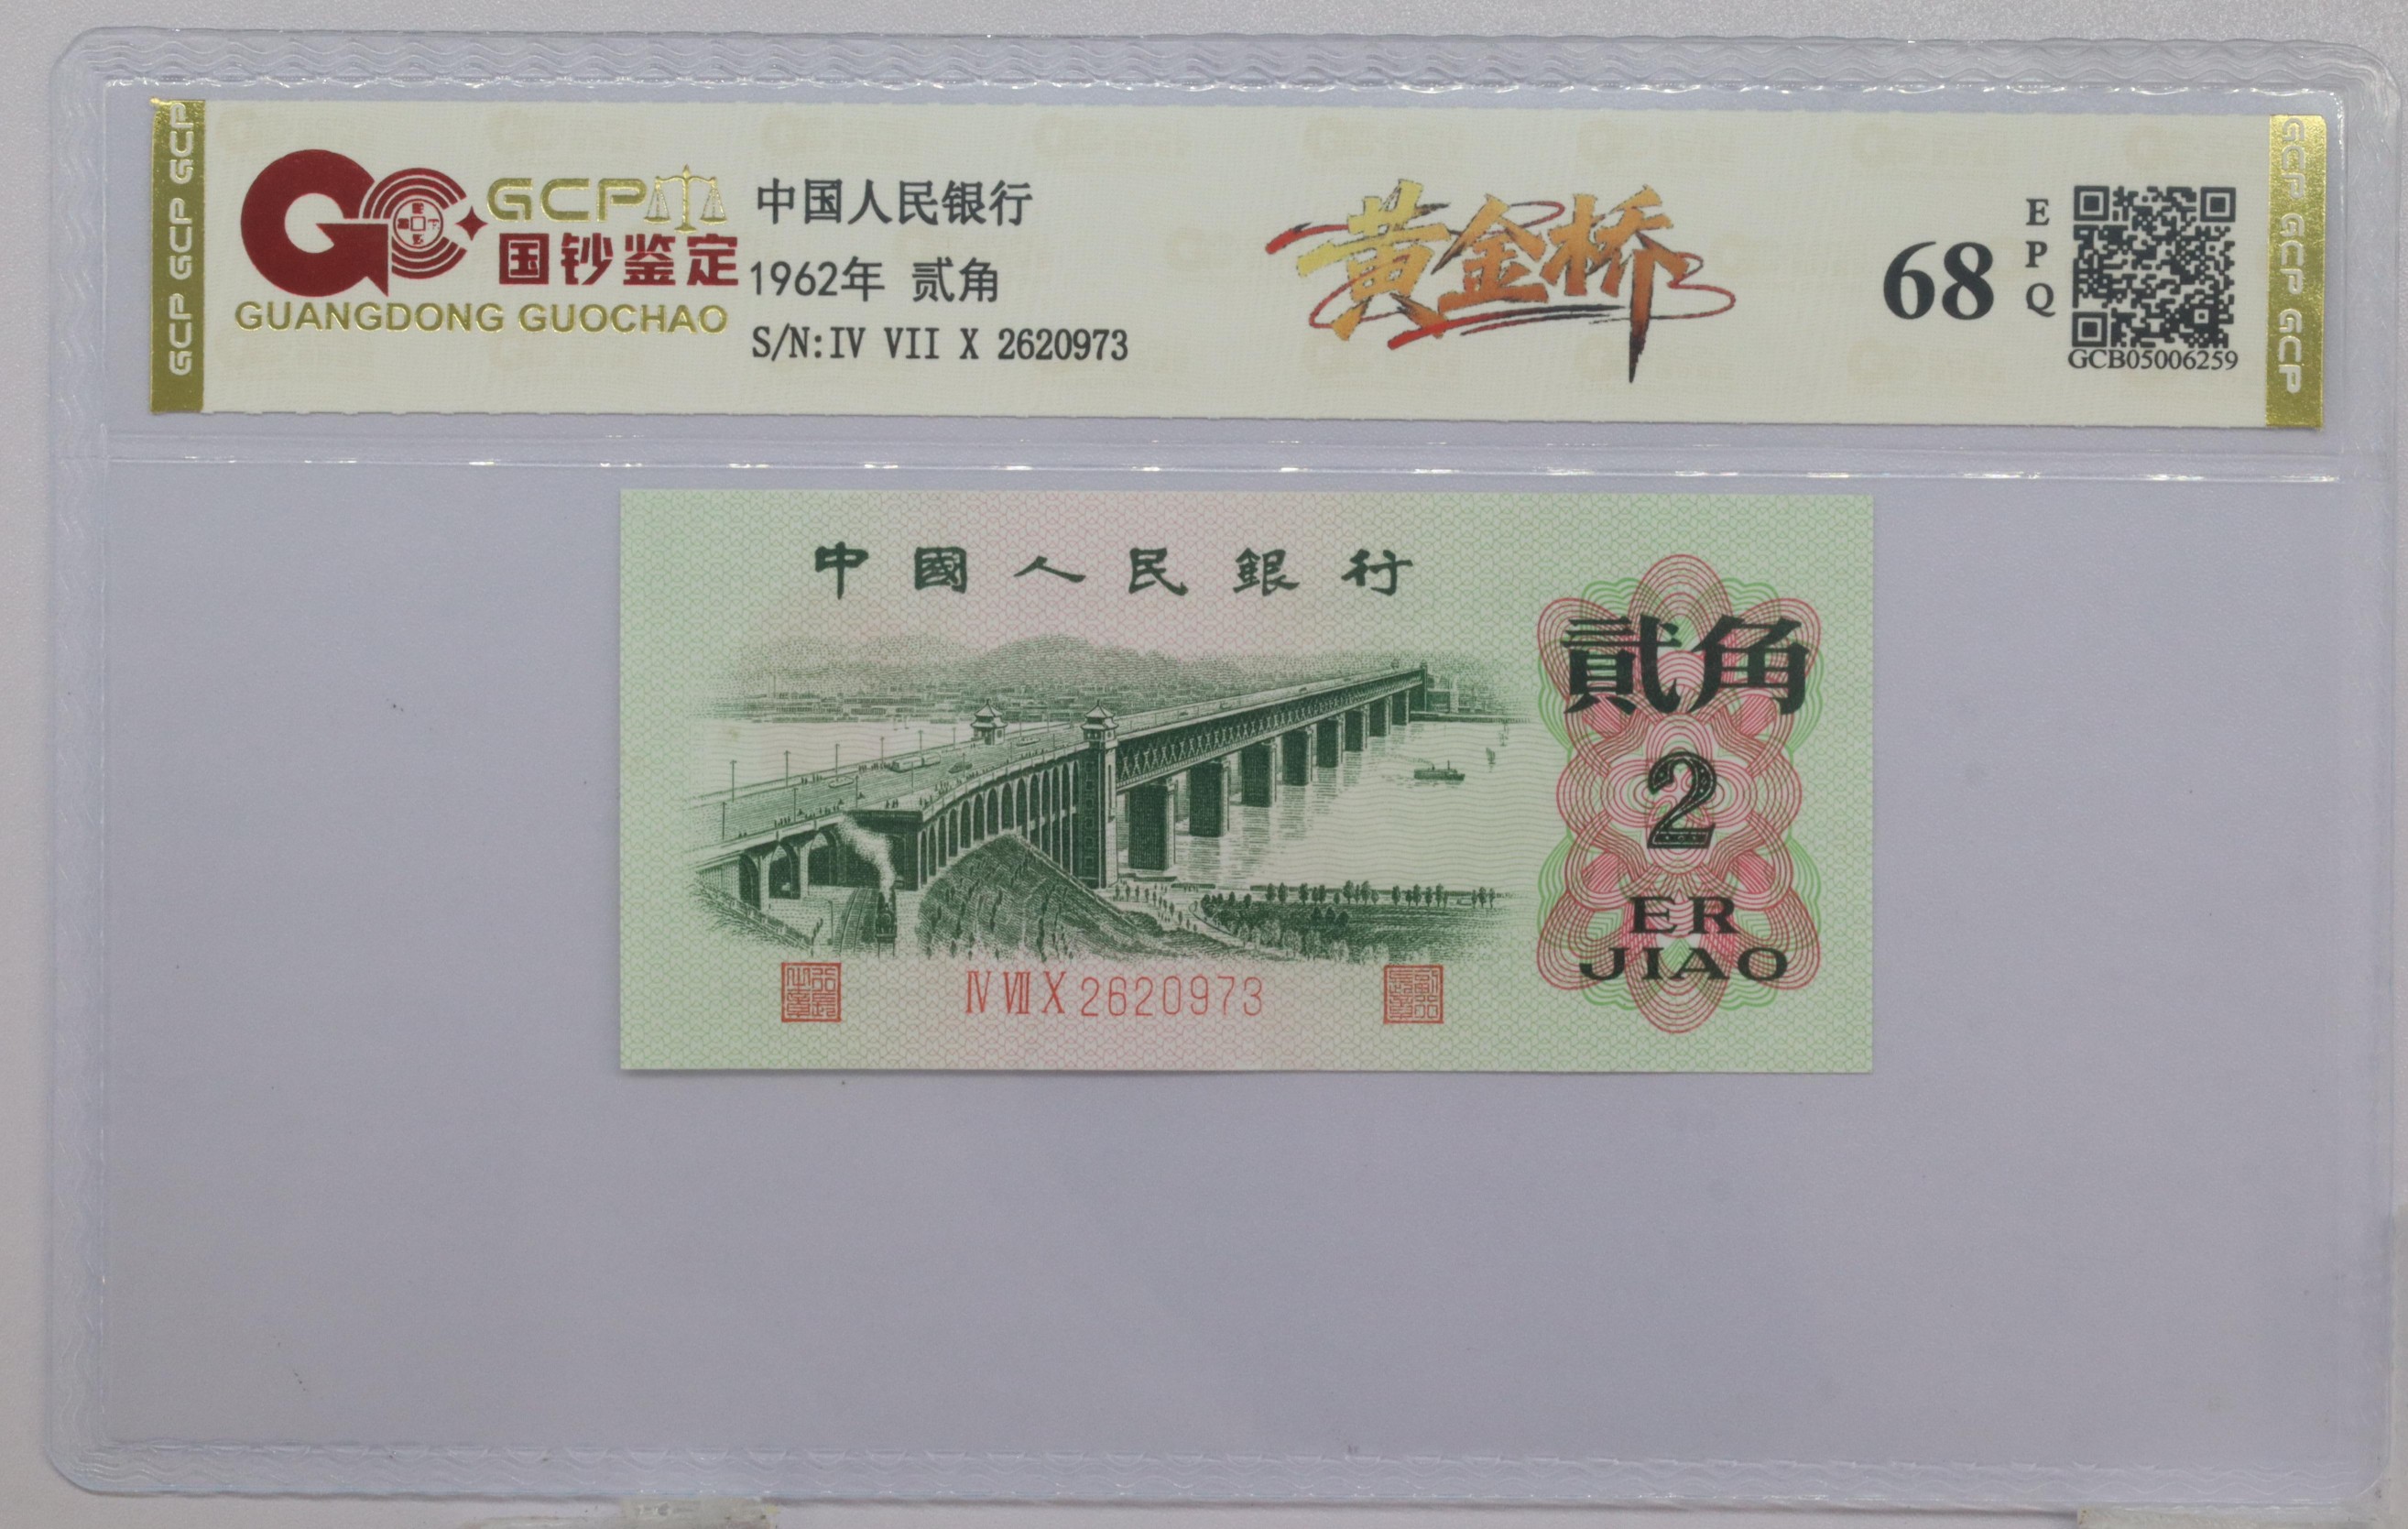 GCP GCP GCP
GCP
国钞鉴定
GUANGDONG GUOCHAO
中国人民银行
1962年 贰角
S/N:IV VII X 2620973
黄金桥
68
EPQ
GCB05006259
GCP GCP GCP
中國人民銀行
貳角
2
ER
JIAO
IV VII X 2620973